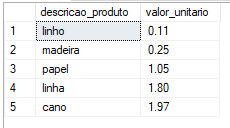 descricao_produto valor_unitario
1 linho 0.11
2 madeira 0.25
3 papel 1.05
4 linha 1.80
5 cano 1.97